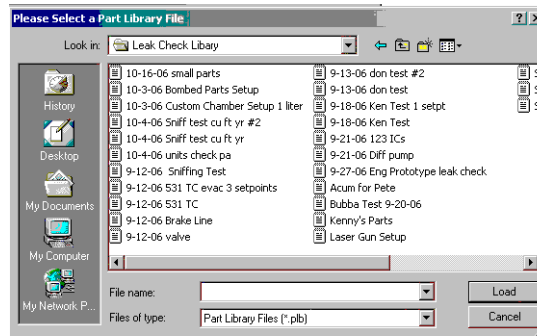 Please Select a Part Library File
Look in: Leak Check Libary
History
Desktop
My Documents
My Computer
My Network P...
10-16-06 small parts
10-3-06 Bombed Parts Setup
10-3-06 Custom Chamber Setup 1 liter
10-4-06 Sniff test cu ft yr #2
10-4-06 Sniff test cu ft yr
10-4-06 units check pa
9-12-06 Sniffing Test
9-12-06 531 TC evac 3 setpoints
9-12-06 531 TC
9-12-06 Brake Line
9-12-06 valve
9-13-06 don test #2
9-13-06 don test
9-18-06 Ken Test 1 setpt
9-18-06 Ken Test
9-21-06 123 ICs
9-21-06 Diff pump
9-27-06 Eng Prototype leak check
Acum for Pete
Bubba Test 9-20-06
Kenny's Parts
Laser Gun Setup
File name:
Load
Files of type: Part Library Files (*.plb)
Cancel